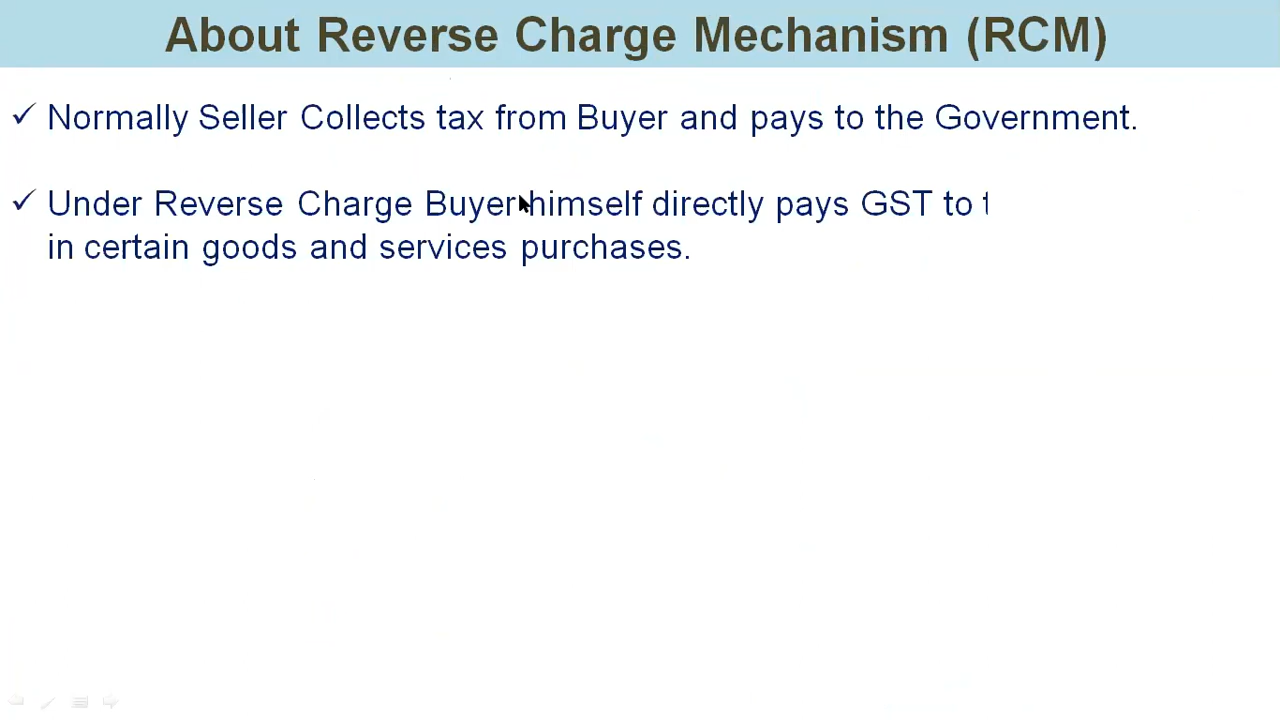 About Reverse Charge Mechanism (RCM)
✓ Normally Seller Collects tax from Buyer and pays to the Government.
✓ Under Reverse Charge Buyer himself directly pays GST to
in certain goods and services purchases.